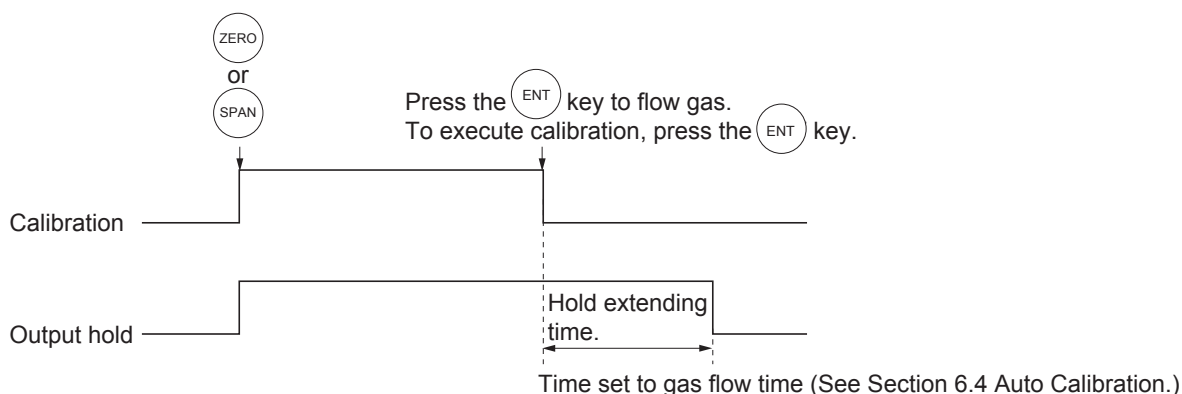 ZERO
or
SPAN
Press the ENT key to flow gas.
To execute calibration, press the ENT key.
Calibration
Hold extending
time.
Output hold
Time set to gas flow time (See Section 6.4 Auto Calibration.)